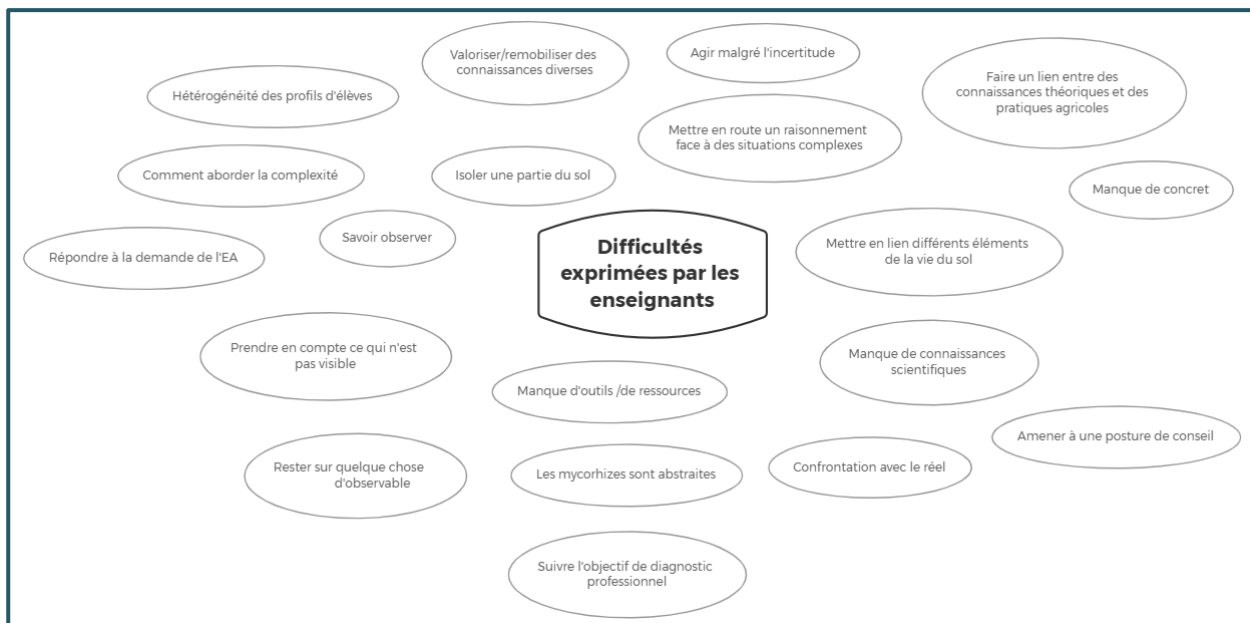 Valoriser/remobiliser des
connaissances diverses
Agir malgré l'incertitude
Faire un lien entre des
connaissances théoriques et des
pratiques agricoles
Hétérogénéité des profils d'élèves
Mettre en route un raisonnement
face à des situations complexes
Comment aborder la complexité
Isoler une partie du sol
Manque de concret
Savoir observer
Répondre à la demande de l'EA
Difficultés
exprimées par les
enseignants
Mettre en lien différents éléments
de la vie du sol
Prendre en compte ce qui n'est
pas visible
Manque de connaissances
scientifiques
Manque d'outils /de ressources
Amener à une posture de conseil
Rester sur quelque chose
d'observable
Les mycorhizes sont abstraites
Confrontation avec le réel
Suivre l'objectif de diagnostic
professionnel